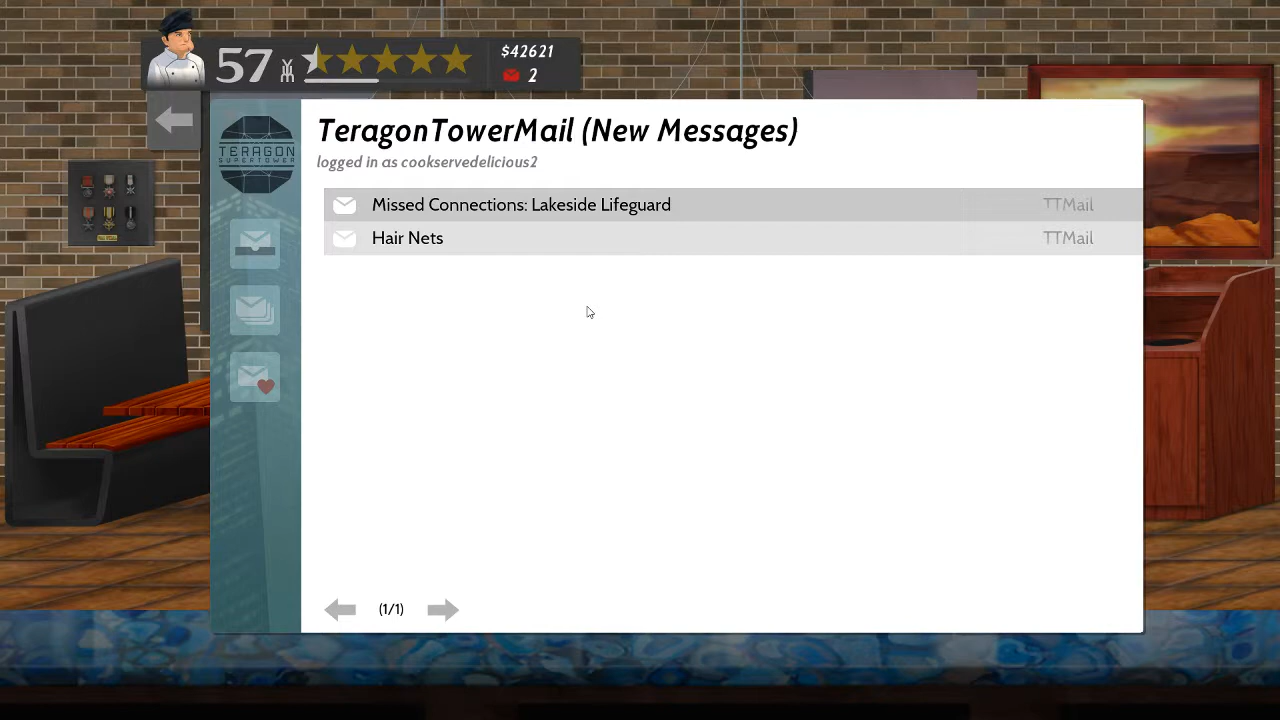 57
$42621
2
TERAGON
SUPERTOWER
TeragonTowerMail (New Messages)
logged in as cookservedelicious2
Missed Connections: Lakeside Lifeguard TTMail
Hair Nets TTMail
(1/1)